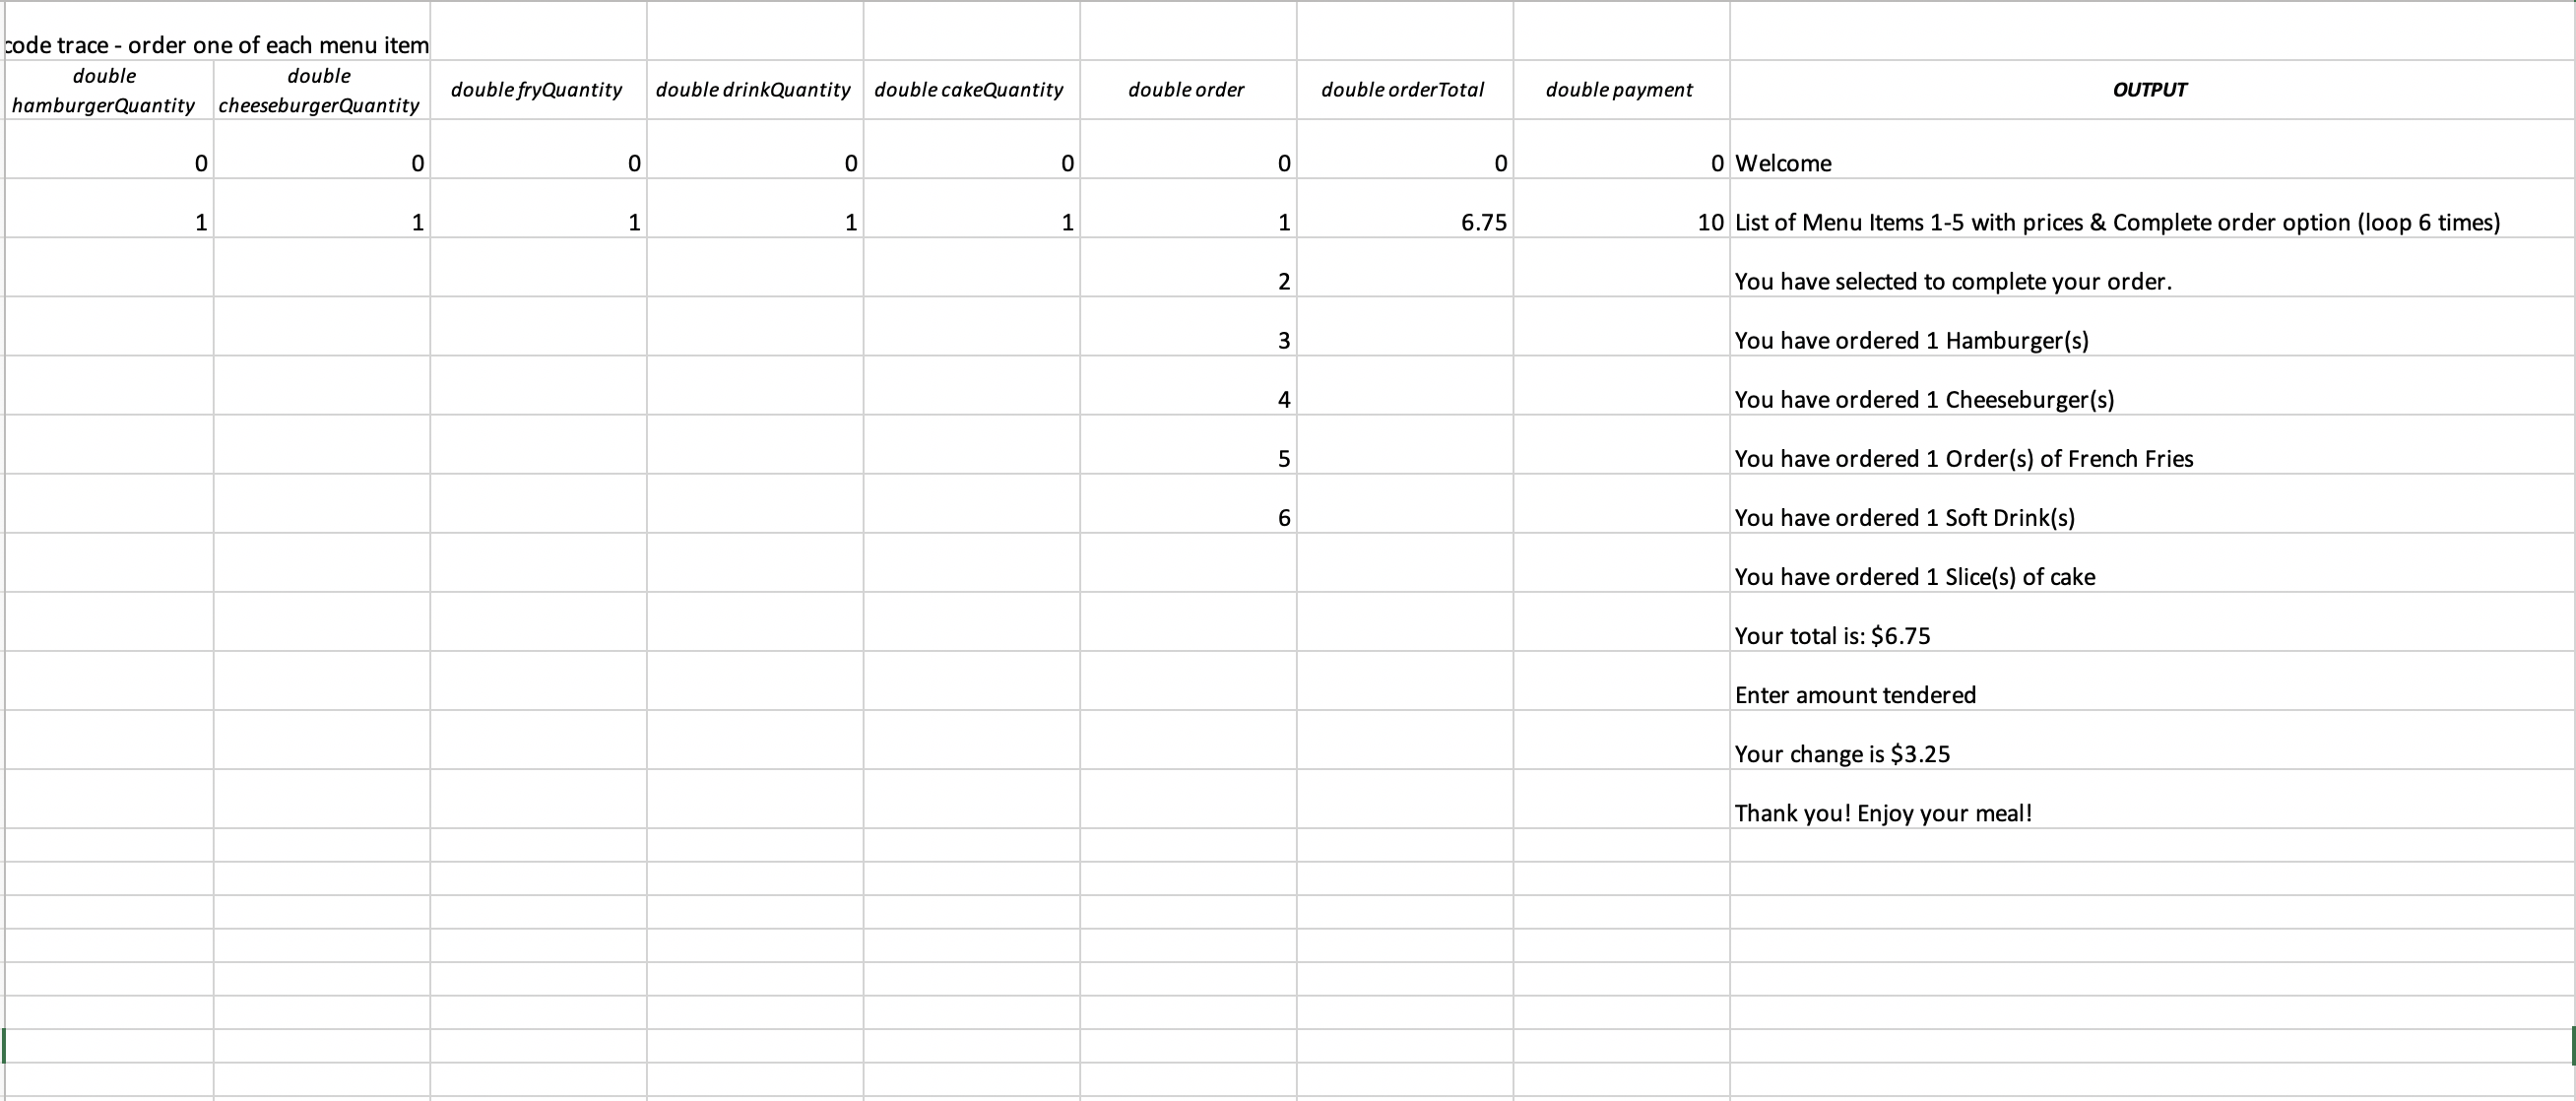 code trace - order one of each menu item
double hamburgerQuantity double cheeseburgerQuantity double fryQuantity double drinkQuantity double cakeQuantity double order double orderTotal double payment OUTPUT
0 0 0 0 0 0 0 0 Welcome
1 1 1 1 1 1 6.75 10 List of Menu Items 1-5 with prices & Complete order option (loop 6 times)
2 You have selected to complete your order.
3 You have ordered 1 Hamburger(s)
4 You have ordered 1 Cheeseburger(s)
5 You have ordered 1 Order(s) of French Fries
6 You have ordered 1 Soft Drink(s)
You have ordered 1 Slice(s) of cake
Your total is: $6.75
Enter amount tendered
Your change is $3.25
Thank you! Enjoy your meal!